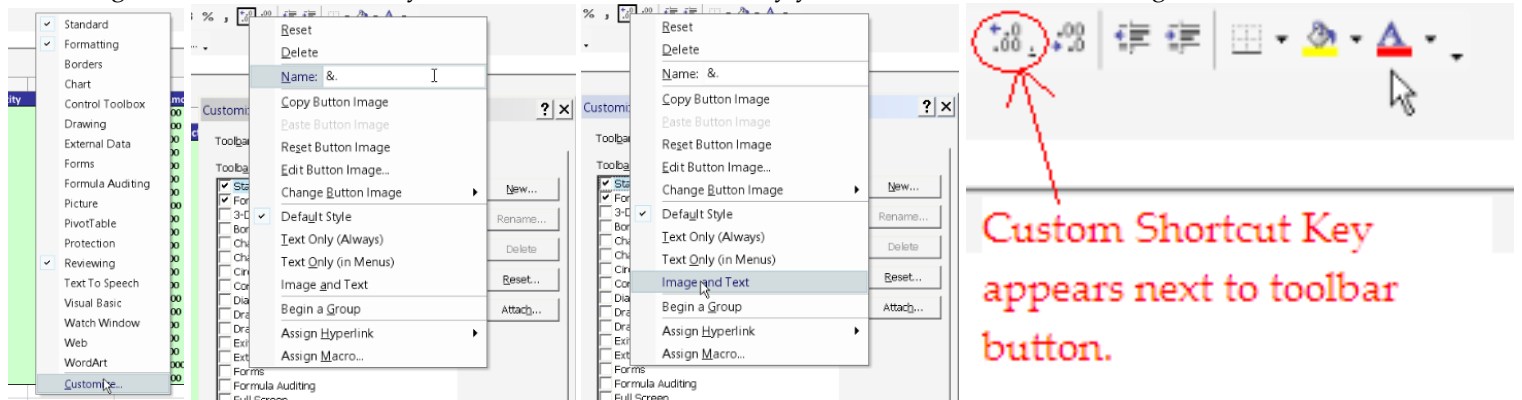 Standard
Formatting
Borders
Chart
Control Toolbox
Drawing
External Data
Forms
Formula Auditing
Picture
PivotTable
Protection
Reviewing
Text To Speech
Visual Basic
Watch Window
Web
WordArt
Customize...
% ,
Reset
Delete
Name: &.
Copy Button Image
Paste Button Image
Reset Button Image
Edit Button Image...
Change Button Image
Default Style
Text Only (Always)
Text Only (in Menus)
Image and Text
Begin a Group
Assign Hyperlink
Assign Macro...
? X
New...
Rename...
Delete
Reset...
Attach...
Forms
Formula Auditing
Full Screen
% ,
Reset
Delete
Name: &.
Copy Button Image
Paste Button Image
Reset Button Image
Edit Button Image...
Change Button Image
Default Style
Text Only (Always)
Text Only (in Menus)
Image and Text
Begin a Group
Assign Hyperlink
Assign Macro...
? X
New...
Rename...
Delete
Reset...
Attach...
Forms
Formula Auditing
Full Screen
.0 .00 . .00 .0 A
Custom Shortcut Key
appears next to toolbar
button.